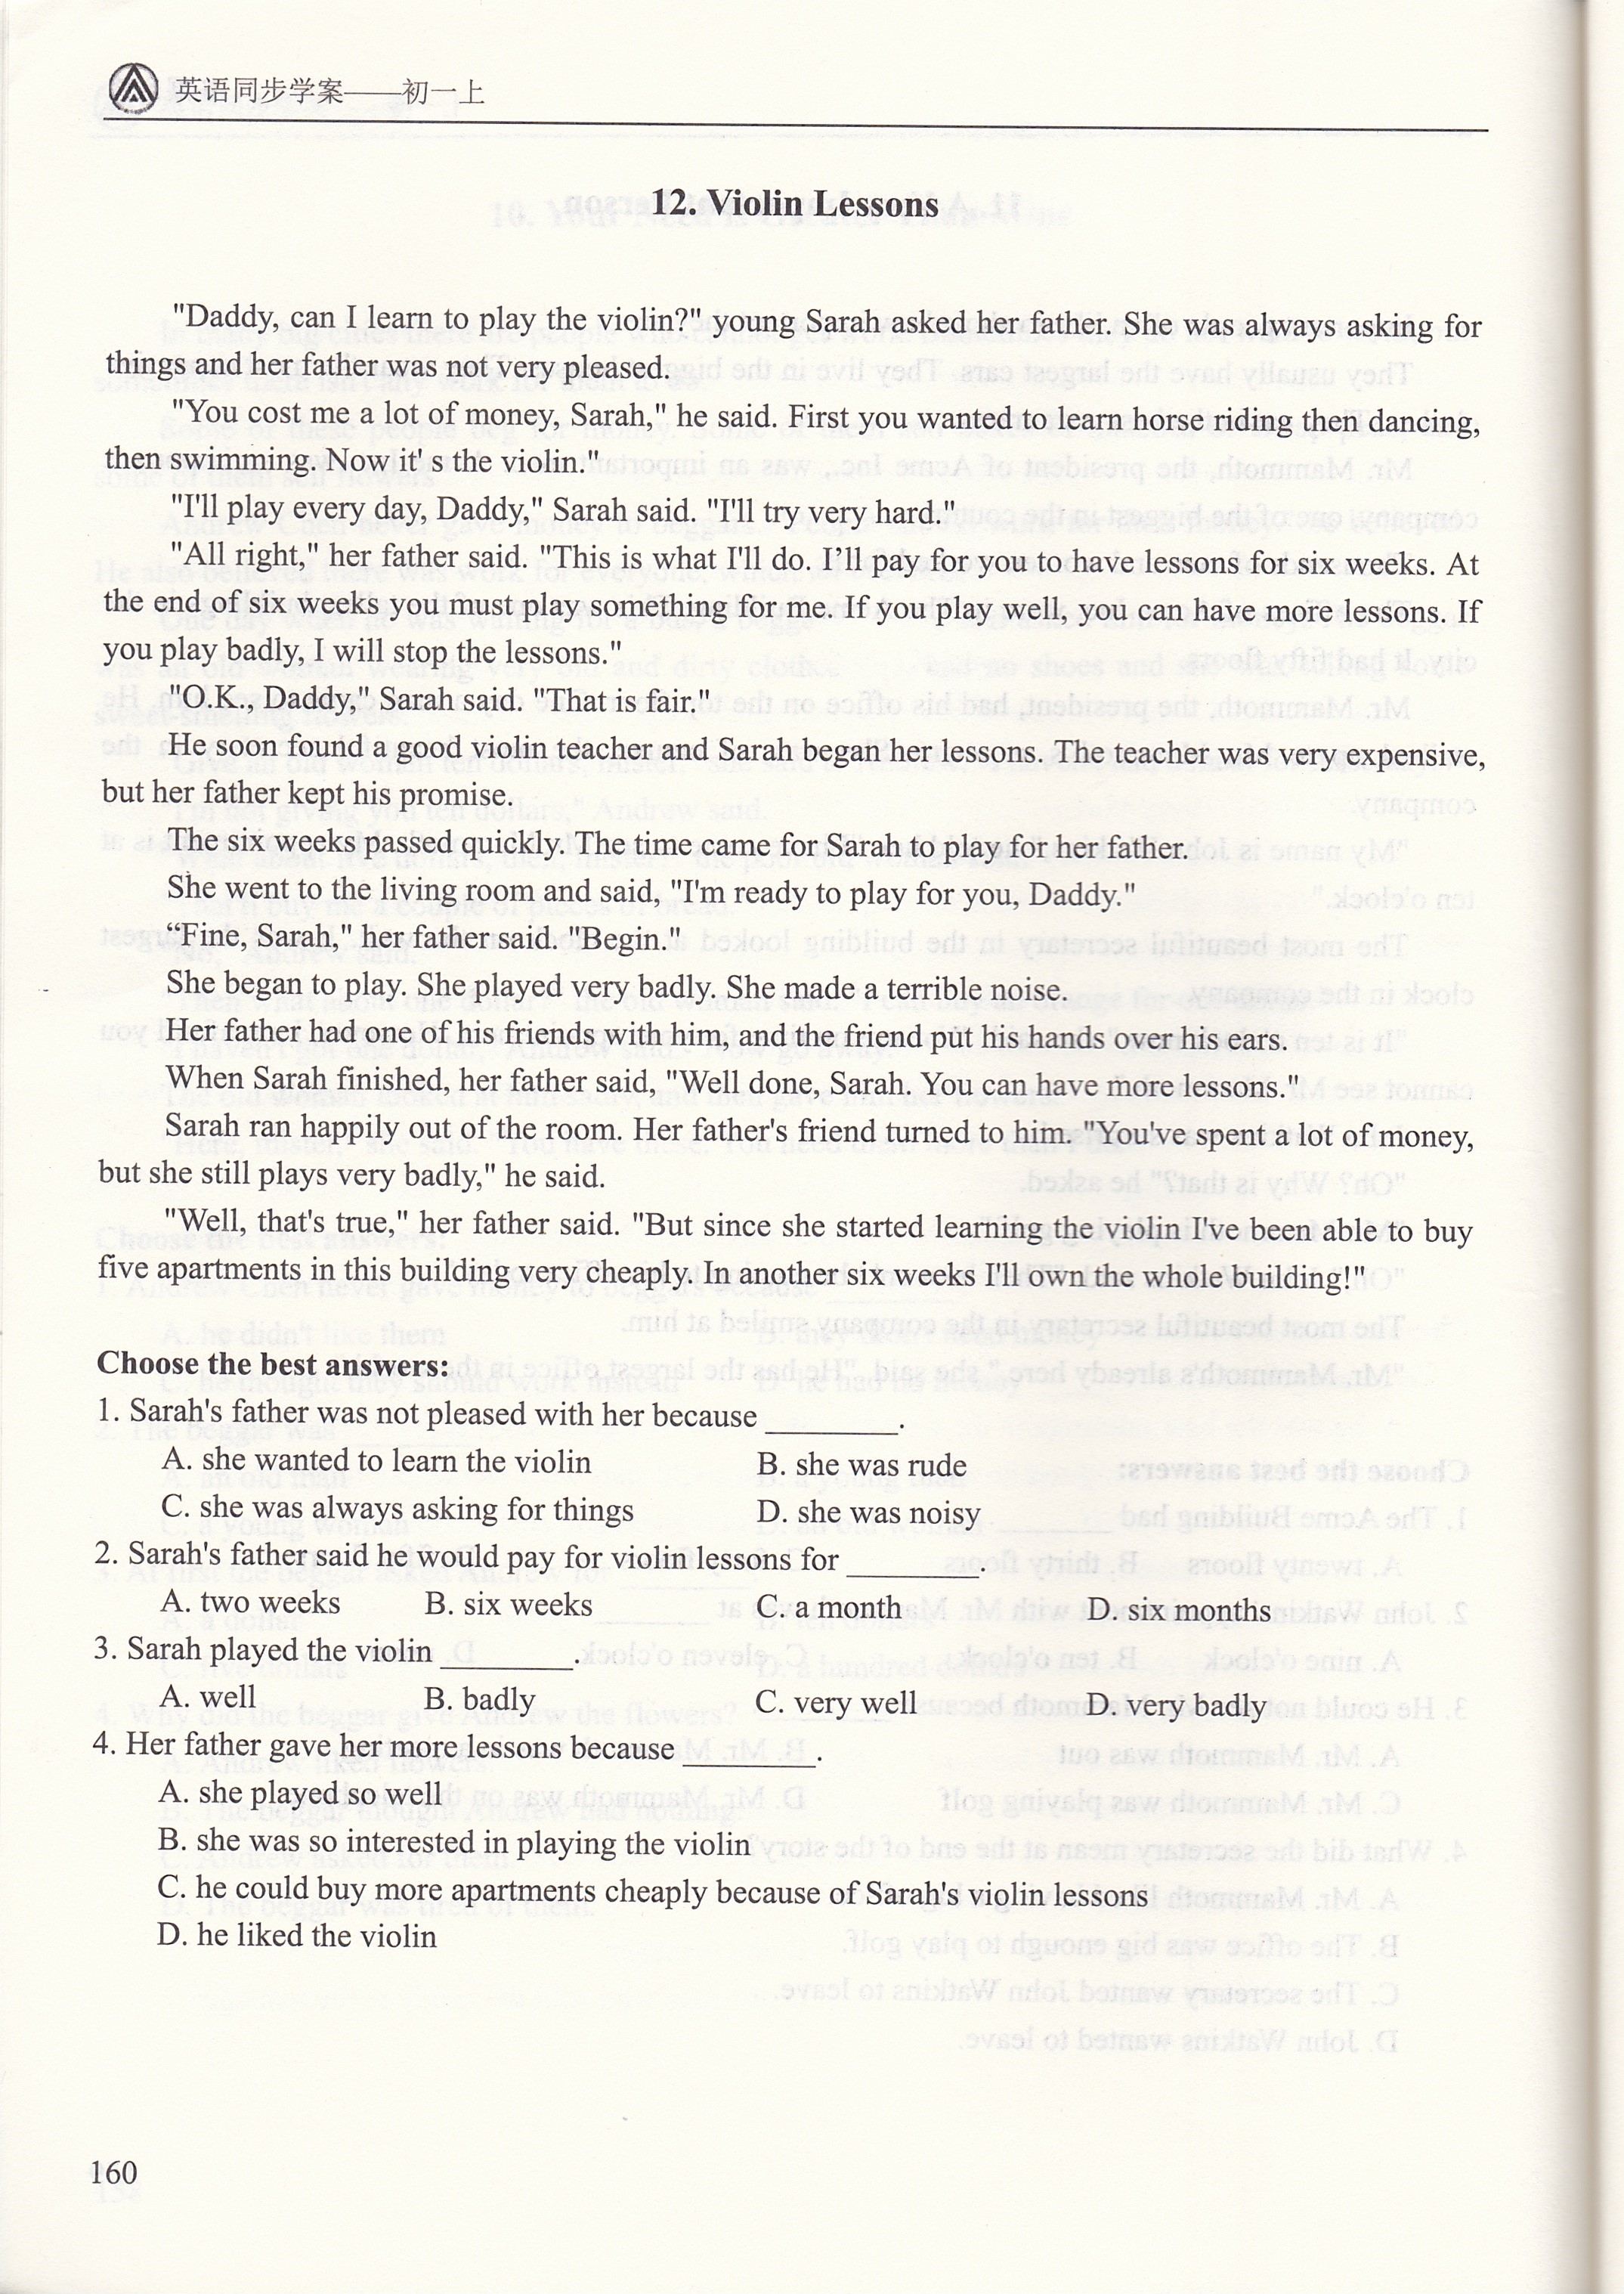 英语同步学案——初一上
12. Violin Lessons
"Daddy, can I learn to play the violin?" young Sarah asked her father. She was always asking for
things and her father was not very pleased.
"You cost me a lot of money, Sarah," he said. First you wanted to learn horse riding then dancing,
then swimming. Now it' s the violin."
"I'll play every day, Daddy," Sarah said. "I'll try very hard."
"All right," her father said. "This is what I'll do. I’ll pay for you to have lessons for six weeks. At
the end of six weeks you must play something for me. If you play well, you can have more lessons. If
you play badly, I will stop the lessons."
"O.K., Daddy," Sarah said. "That is fair."
He soon found a good violin teacher and Sarah began her lessons. The teacher was very expensive,
but her father kept his promise.
The six weeks passed quickly. The time came for Sarah to play for her father.
She went to the living room and said, "I'm ready to play for you, Daddy."
“Fine, Sarah," her father said. "Begin."
She began to play. She played very badly. She made a terrible noise.
Her father had one of his friends with him, and the friend put his hands over his ears.
When Sarah finished, her father said, "Well done, Sarah. You can have more lessons."
Sarah ran happily out of the room. Her father's friend turned to him. "You've spent a lot of money,
but she still plays very badly," he said.
"Well, that's true," her father said. "But since she started learning the violin I've been able to buy
five apartments in this building very cheaply. In another six weeks I'll own the whole building!"
Choose the best answers:
1. Sarah's father was not pleased with her because ________.
A. she wanted to learn the violin B. she was rude
C. she was always asking for things D. she was noisy
2. Sarah's father said he would pay for violin lessons for ________.
A. two weeks B. six weeks C. a month D. six months
3. Sarah played the violin ________.
A. well B. badly C. very well D. very badly
4. Her father gave her more lessons because ________.
A. she played so well
B. she was so interested in playing the violin
C. he could buy more apartments cheaply because of Sarah's violin lessons
D. he liked the violin
160